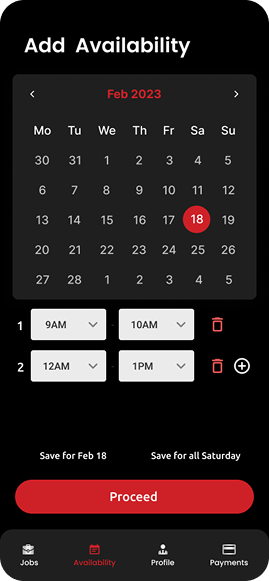 Add Availability
Feb 2023
Mo Tu We Th Fr Sa Su
30 31 1 2 3 4 5
6 7 8 9 10 11 12
13 14 15 16 17 18 19
20 21 22 23 24 25 26
27 28 1 2 3 4 5
1 9AM 10AM
2 12AM 1PM
Save for Feb 18 Save for all Saturday
Proceed
Jobs Availability Profile Payments